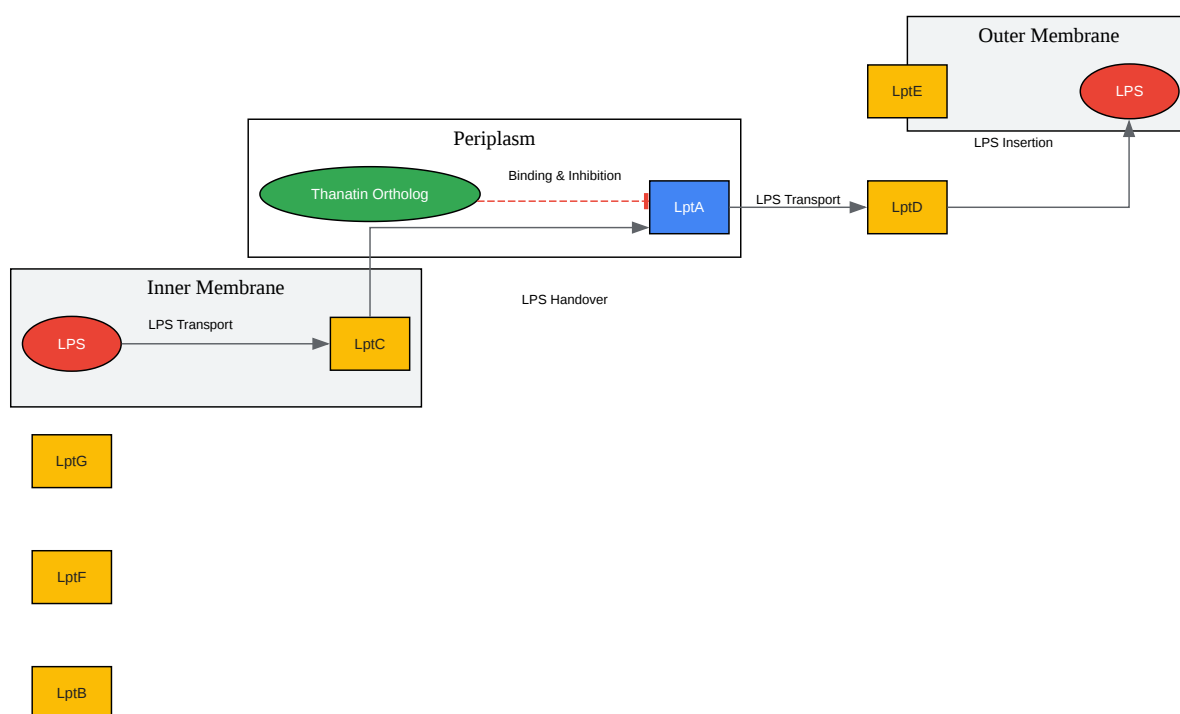 Outer Membrane
LptE
LPS
LPS Insertion
Periplasm
Thanatin Ortholog
Binding & Inhibition
LptA
LPS Transport
LptD
Inner Membrane
LPS
LPS Transport
LptC
LPS Handover
LptG
LptF
LptB